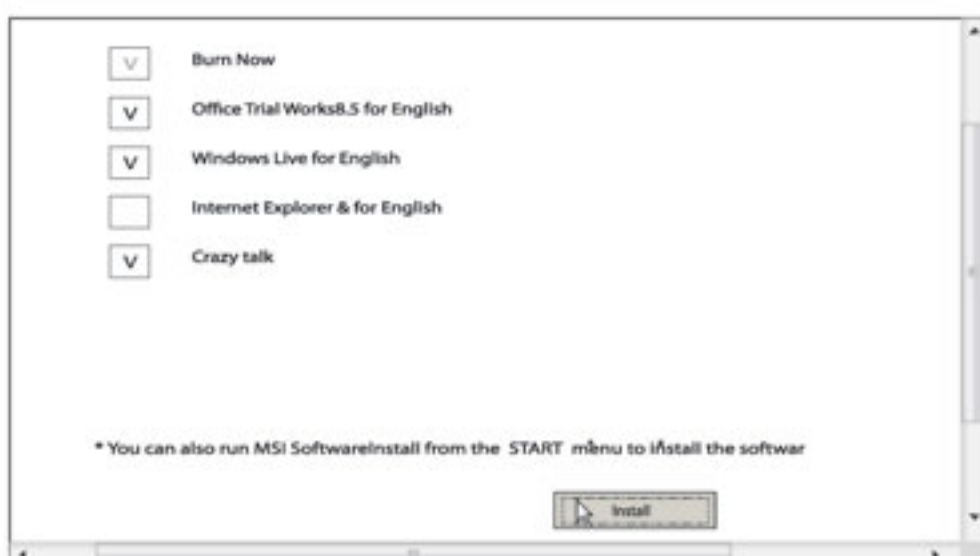 v Burn Now
v Office Trial Works8.5 for English
v Windows Live for English
Internet Explorer & for English
v Crazy talk
* You can also run MSI SoftwareInstall from the START menu to install the softwar
Install